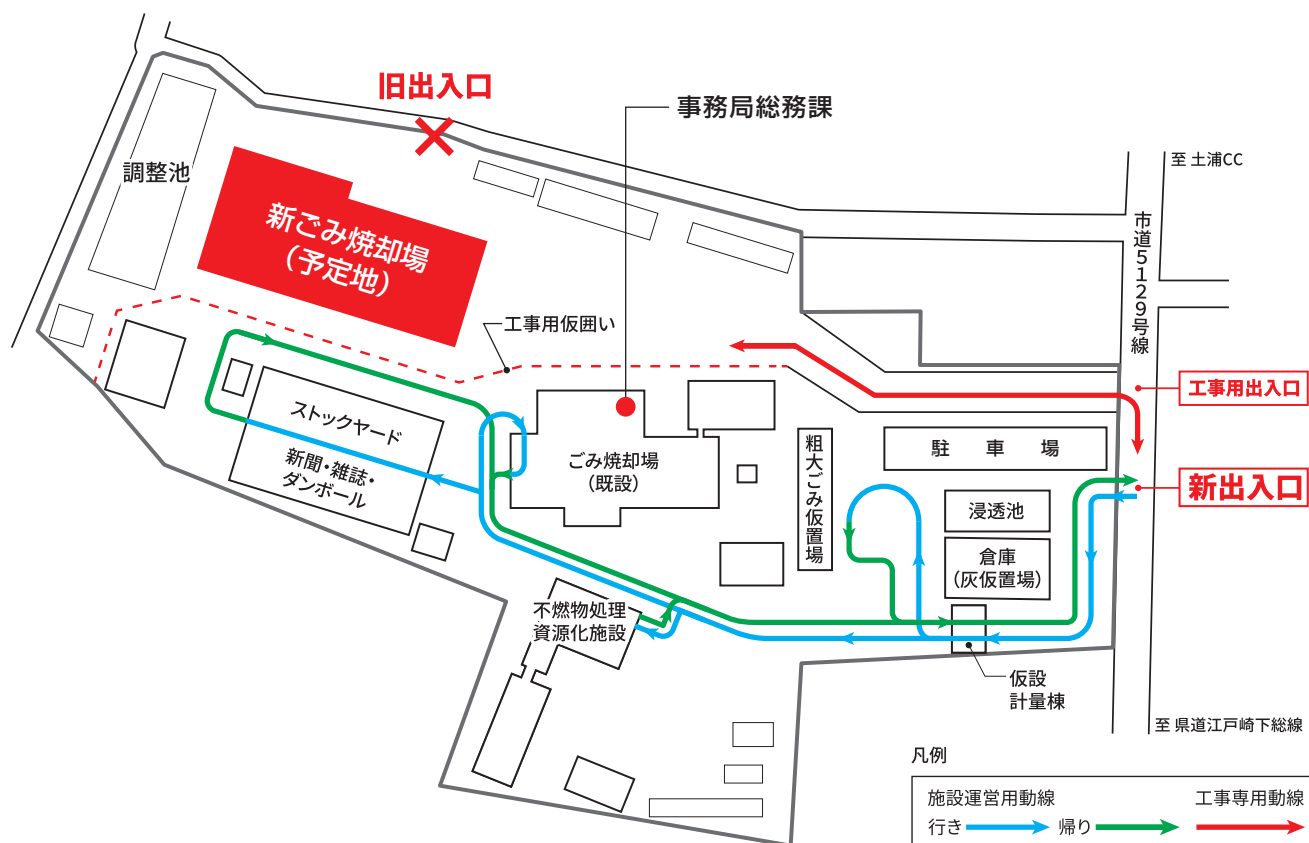 旧出入口
事務局総務課
至 土浦CC
調整池
新ごみ焼却場
(予定地)
市道5129号線
工事用仮囲い
工事用出入口
ストックヤード
新聞・雑誌・
ダンボール
ごみ焼却場
(既設)
粗大ごみ仮置場
駐車場
新出入口
浸透池
倉庫
(灰仮置場)
不燃物処理
資源化施設
仮設
計量棟
至 県道江戸崎下総線
凡例
施設運営用動線
工事専用動線
行き
帰り